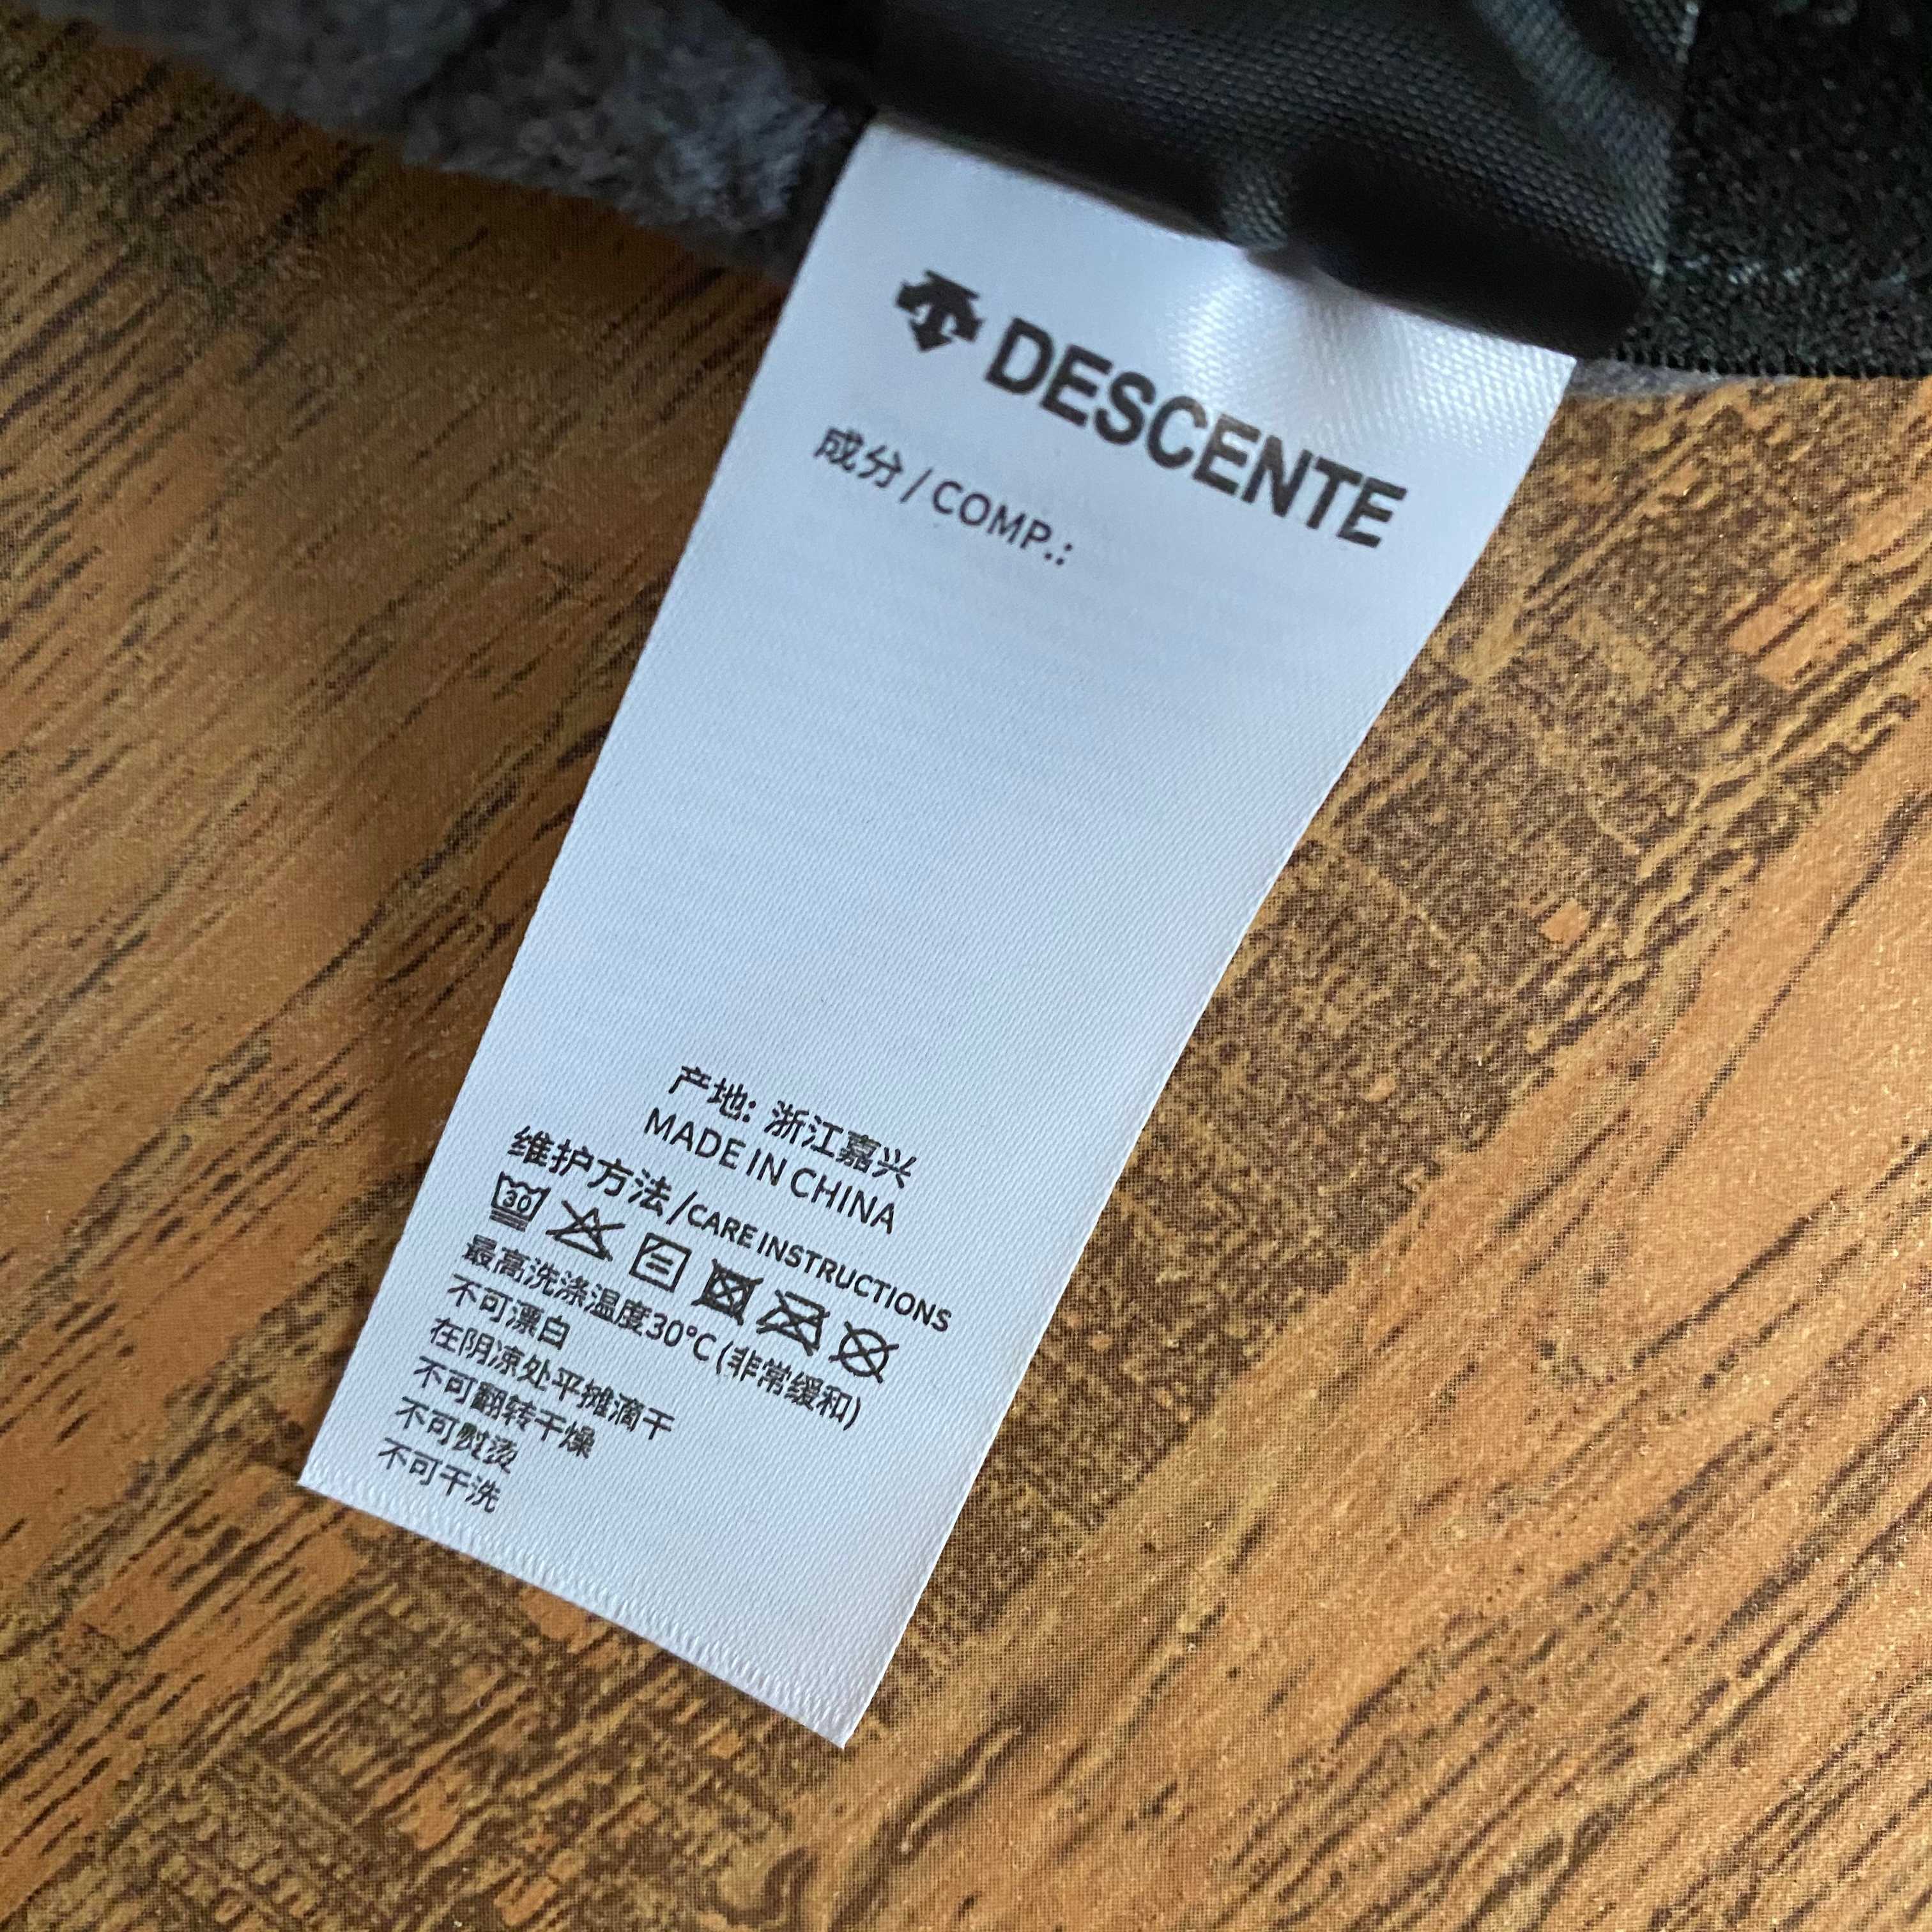 DESCENTE
成分 / COMP.:
产地: 浙江嘉兴
MADE IN CHINA
维护方法 /CARE INSTRUCTIONS
30
最高洗涤温度30°C (非常缓和)
不可漂白
在阴凉处平摊滴干
不可翻转干燥
不可熨烫
不可干洗